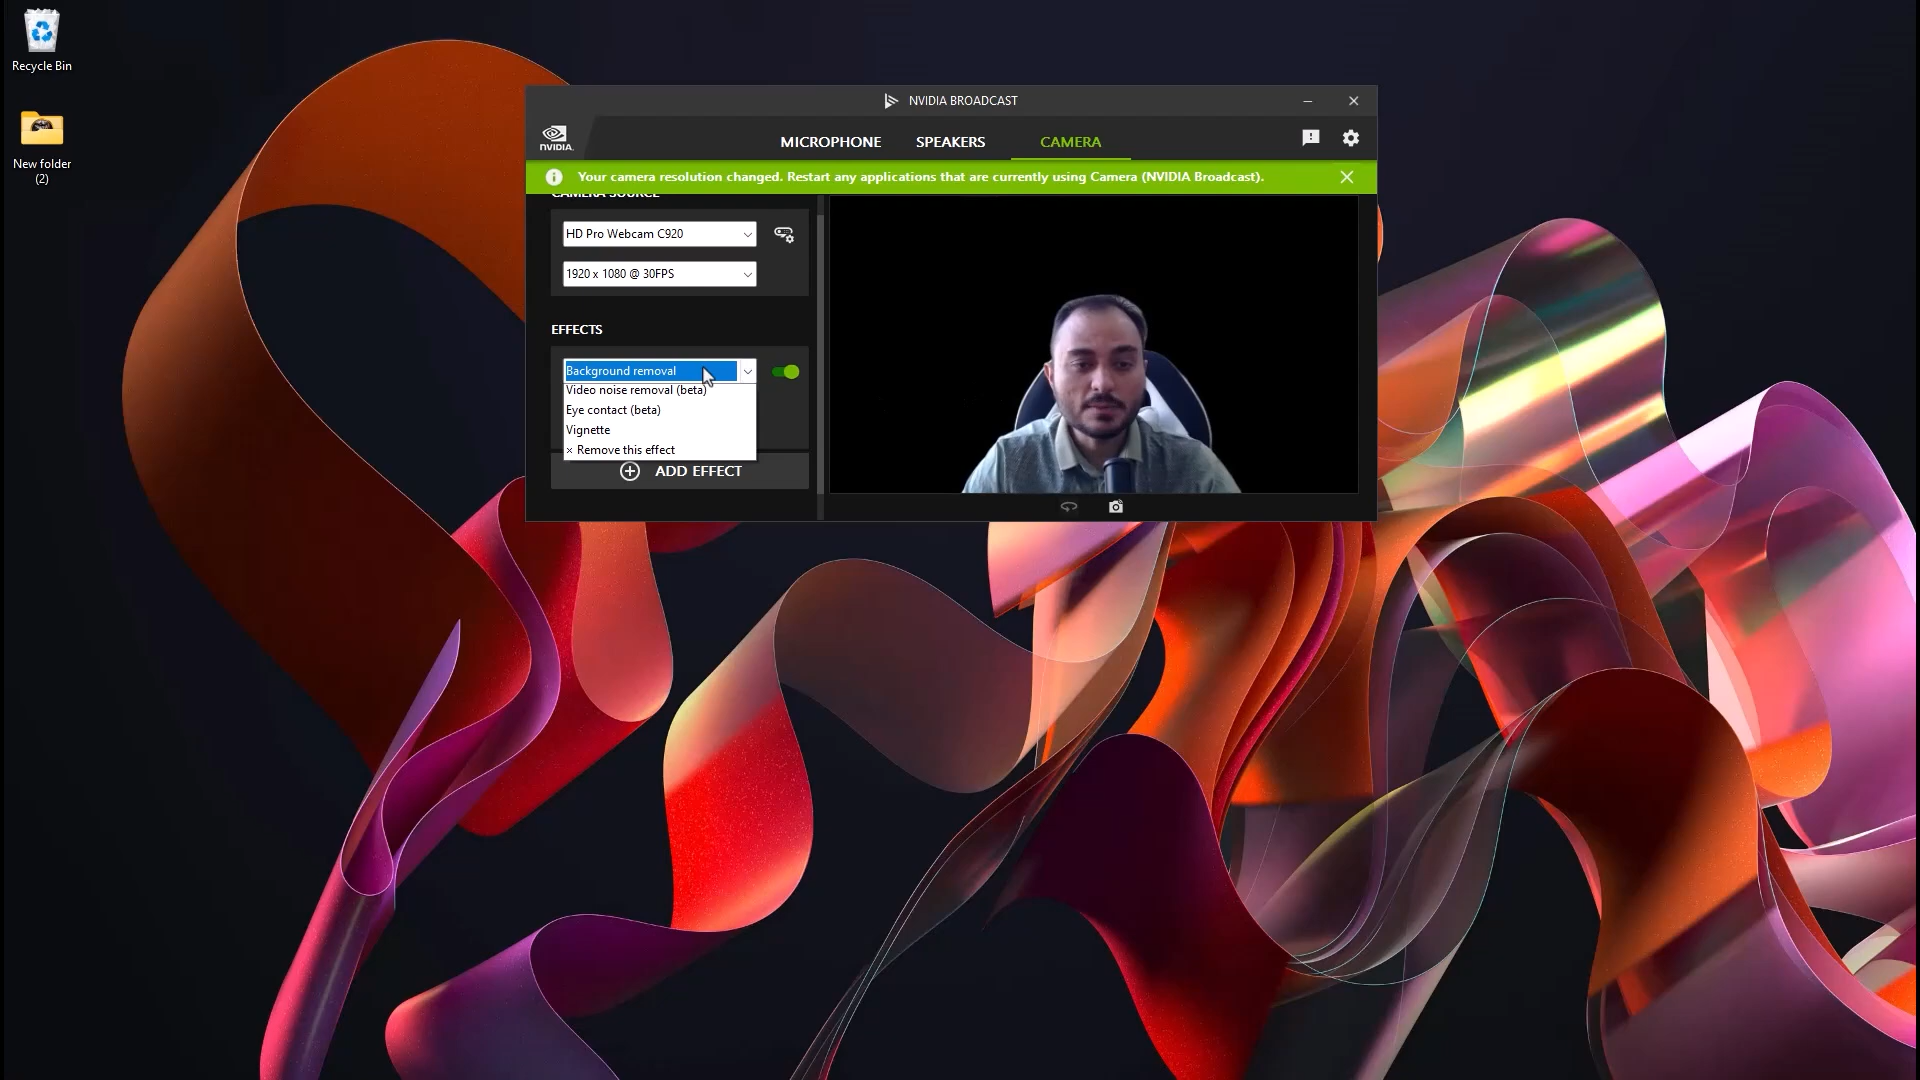 Recycle Bin
New folder
(2)
NVIDIA BROADCAST
NVIDIA.
MICROPHONE
SPEAKERS
CAMERA
Your camera resolution changed. Restart any applications that are currently using Camera (NVIDIA Broadcast).
CAMERA SOURCE
HD Pro Webcam C920
1920 x 1080 @ 30FPS
EFFECTS
Background removal
Video noise removal (beta)
Eye contact (beta)
Vignette
× Remove this effect
ADD EFFECT